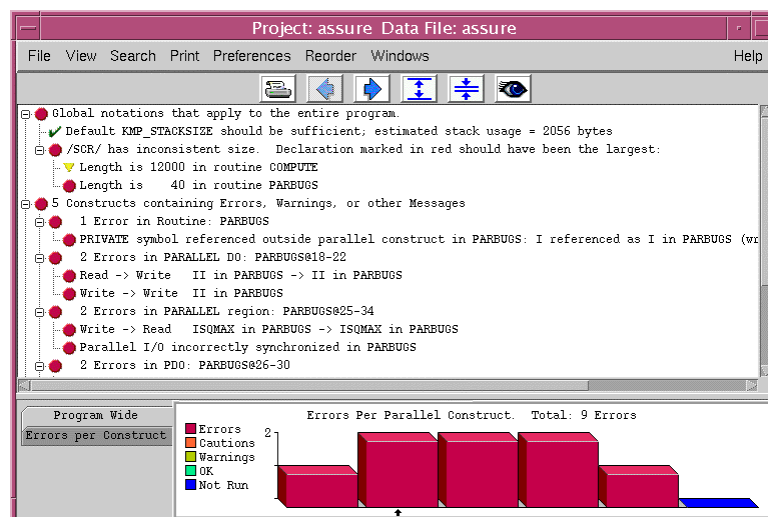 Project: assure Data File: assure
File View Search Print Preferences Reorder Windows Help
Global notations that apply to the entire program.
Default KMP_STACKSIZE should be sufficient; estimated stack usage = 2056 bytes
/SCR/ has inconsistent size. Declaration marked in red should have been the largest:
Length is 12000 in routine COMPUTE
Length is 40 in routine PARBUGS
5 Constructs containing Errors, Warnings, or other Messages
1 Error in Routine: PARBUGS
PRIVATE symbol referenced outside parallel construct in PARBUGS: I referenced as I in PARBUGS (wr
2 Errors in PARALLEL DO: PARBUGS@18-22
Read -> Write II in PARBUGS -> II in PARBUGS
Write -> Write II in PARBUGS
2 Errors in PARALLEL region: PARBUGS@25-34
Write -> Read ISQMAX in PARBUGS -> ISQMAX in PARBUGS
Parallel I/O incorrectly synchronized in PARBUGS
2 Errors in PDO: PARBUGS@26-30
Program Wide
Errors per Construct
Errors Per Parallel Construct. Total: 9 Errors
Errors
Cautions
Warnings
OK
Not Run
2